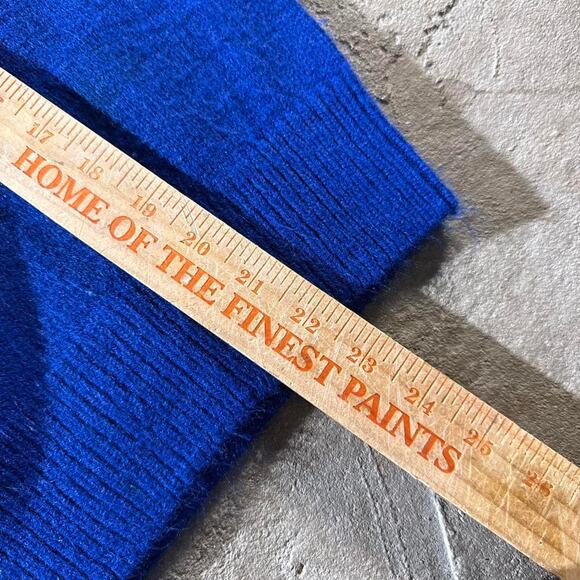 17 18 19 20 21 22 23 24 25 26
HOME OF THE FINEST PAINTS